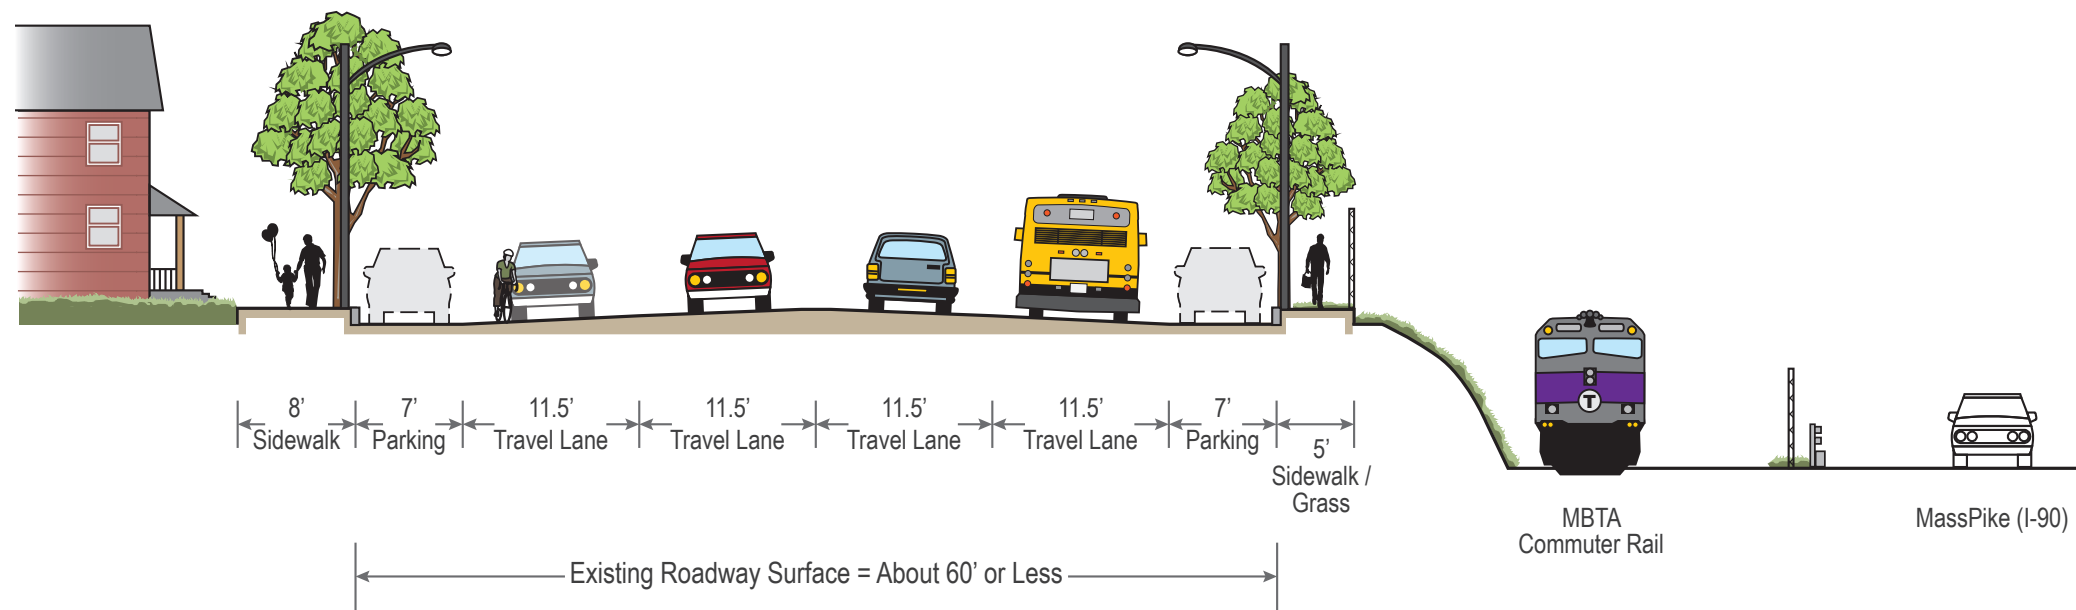 8’
Sidewalk
7’
Parking
11.5’
Travel Lane
11.5’
Travel Lane
11.5’
Travel Lane
11.5’
Travel Lane
7’
Parking
5’
Sidewalk /
Grass
T
MBTA
Commuter Rail
MassPike (I-90)
Existing Roadway Surface = About 60’ or Less